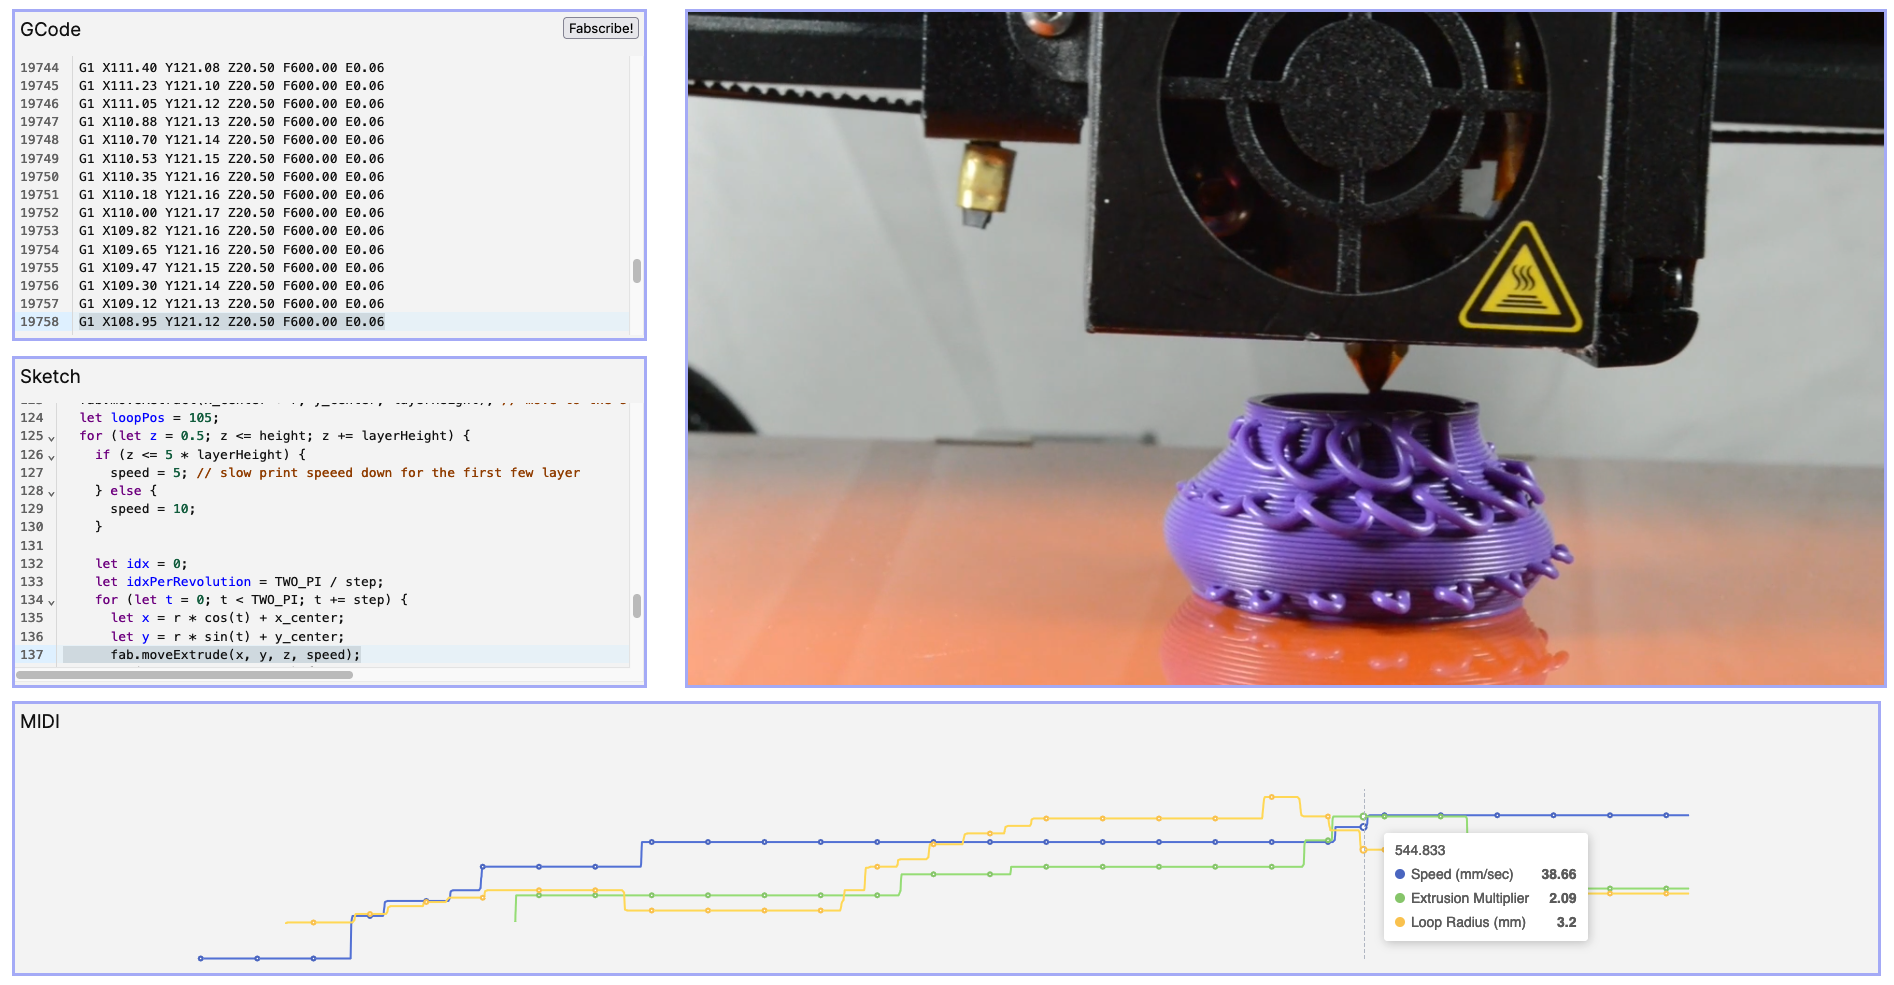 GCode
Fabscribe!
19744 G1 X111.40 Y121.08 Z20.50 F600.00 E0.06
19745 G1 X111.23 Y121.10 Z20.50 F600.00 E0.06
19746 G1 X111.05 Y121.12 Z20.50 F600.00 E0.06
19747 G1 X110.88 Y121.13 Z20.50 F600.00 E0.06
19748 G1 X110.70 Y121.14 Z20.50 F600.00 E0.06
19749 G1 X110.53 Y121.15 Z20.50 F600.00 E0.06
19750 G1 X110.35 Y121.16 Z20.50 F600.00 E0.06
19751 G1 X110.18 Y121.16 Z20.50 F600.00 E0.06
19752 G1 X110.00 Y121.17 Z20.50 F600.00 E0.06
19753 G1 X109.82 Y121.16 Z20.50 F600.00 E0.06
19754 G1 X109.65 Y121.16 Z20.50 F600.00 E0.06
19755 G1 X109.47 Y121.15 Z20.50 F600.00 E0.06
19756 G1 X109.30 Y121.14 Z20.50 F600.00 E0.06
19757 G1 X109.12 Y121.13 Z20.50 F600.00 E0.06
19758 G1 X108.95 Y121.12 Z20.50 F600.00 E0.06
Sketch
124 let loopPos = 105;
125 for (let z = 0.5; z <= height; z += layerHeight) {
126 if (z <= 5 * layerHeight) {
127 speed = 5; // slow print speeed down for the first few layer
128 } else {
129 speed = 10;
130 }
131
132 let idx = 0;
133 let idxPerRevolution = TWO_PI / step;
134 for (let t = 0; t < TWO_PI; t += step) {
135 let x = r * cos(t) + x_center;
136 let y = r * sin(t) + y_center;
137 fab.moveExtrude(x, y, z, speed);
MIDI
544.833
Speed (mm/sec) 38.66
Extrusion Multiplier 2.09
Loop Radius (mm) 3.2